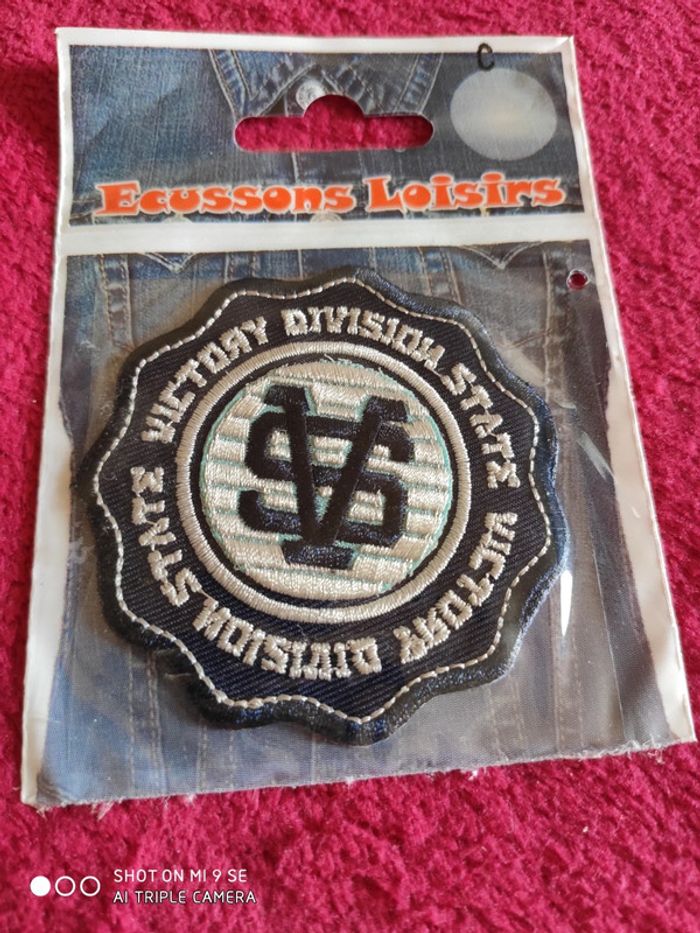 C
Ecussons Loisirs
VICTORY DIVISION STATE
VICTORY DIVISION STATE
VS
SHOT ON MI 9 SE
AI TRIPLE CAMERA